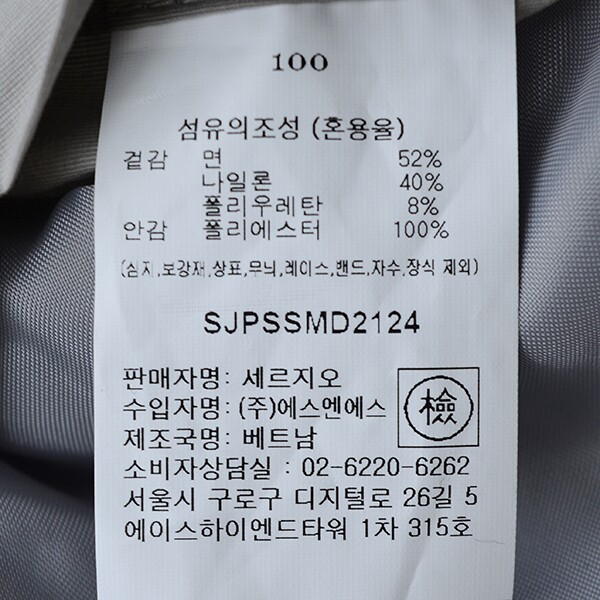 100
섬유의조성 (혼용율)
겉감 면 52%
나일론 40%
폴리우레탄 8%
안감 폴리에스터 100%
(심지,보강재,상표,무늬,레이스,밴드,자수,장식 제외)
SJPSSMD2124
판매자명: 세르지오
수입자명: (주)에스엔에스
檢
제조국명: 베트남
소비자상담실 : 02-6220-6262
서울시 구로구 디지털로 26길 5
에이스하이엔드타워 1차 315호